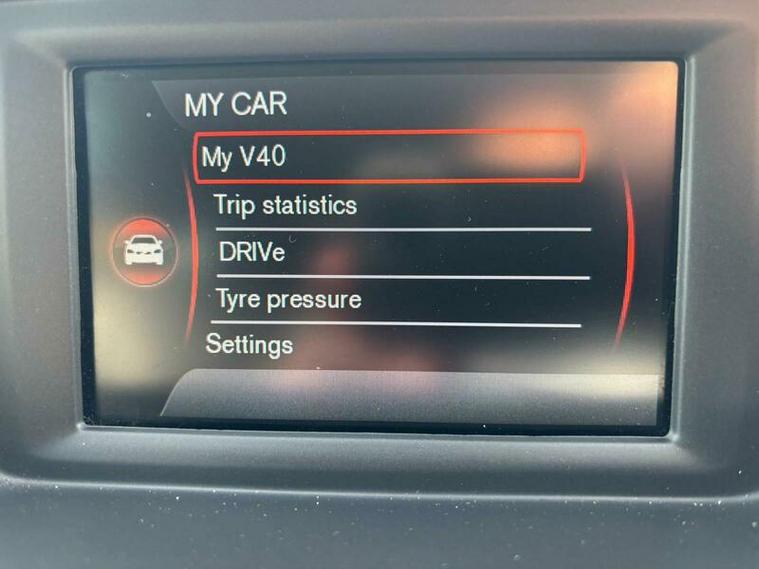 MY CAR
My V40
Trip statistics
DRIVe
Tyre pressure
Settings